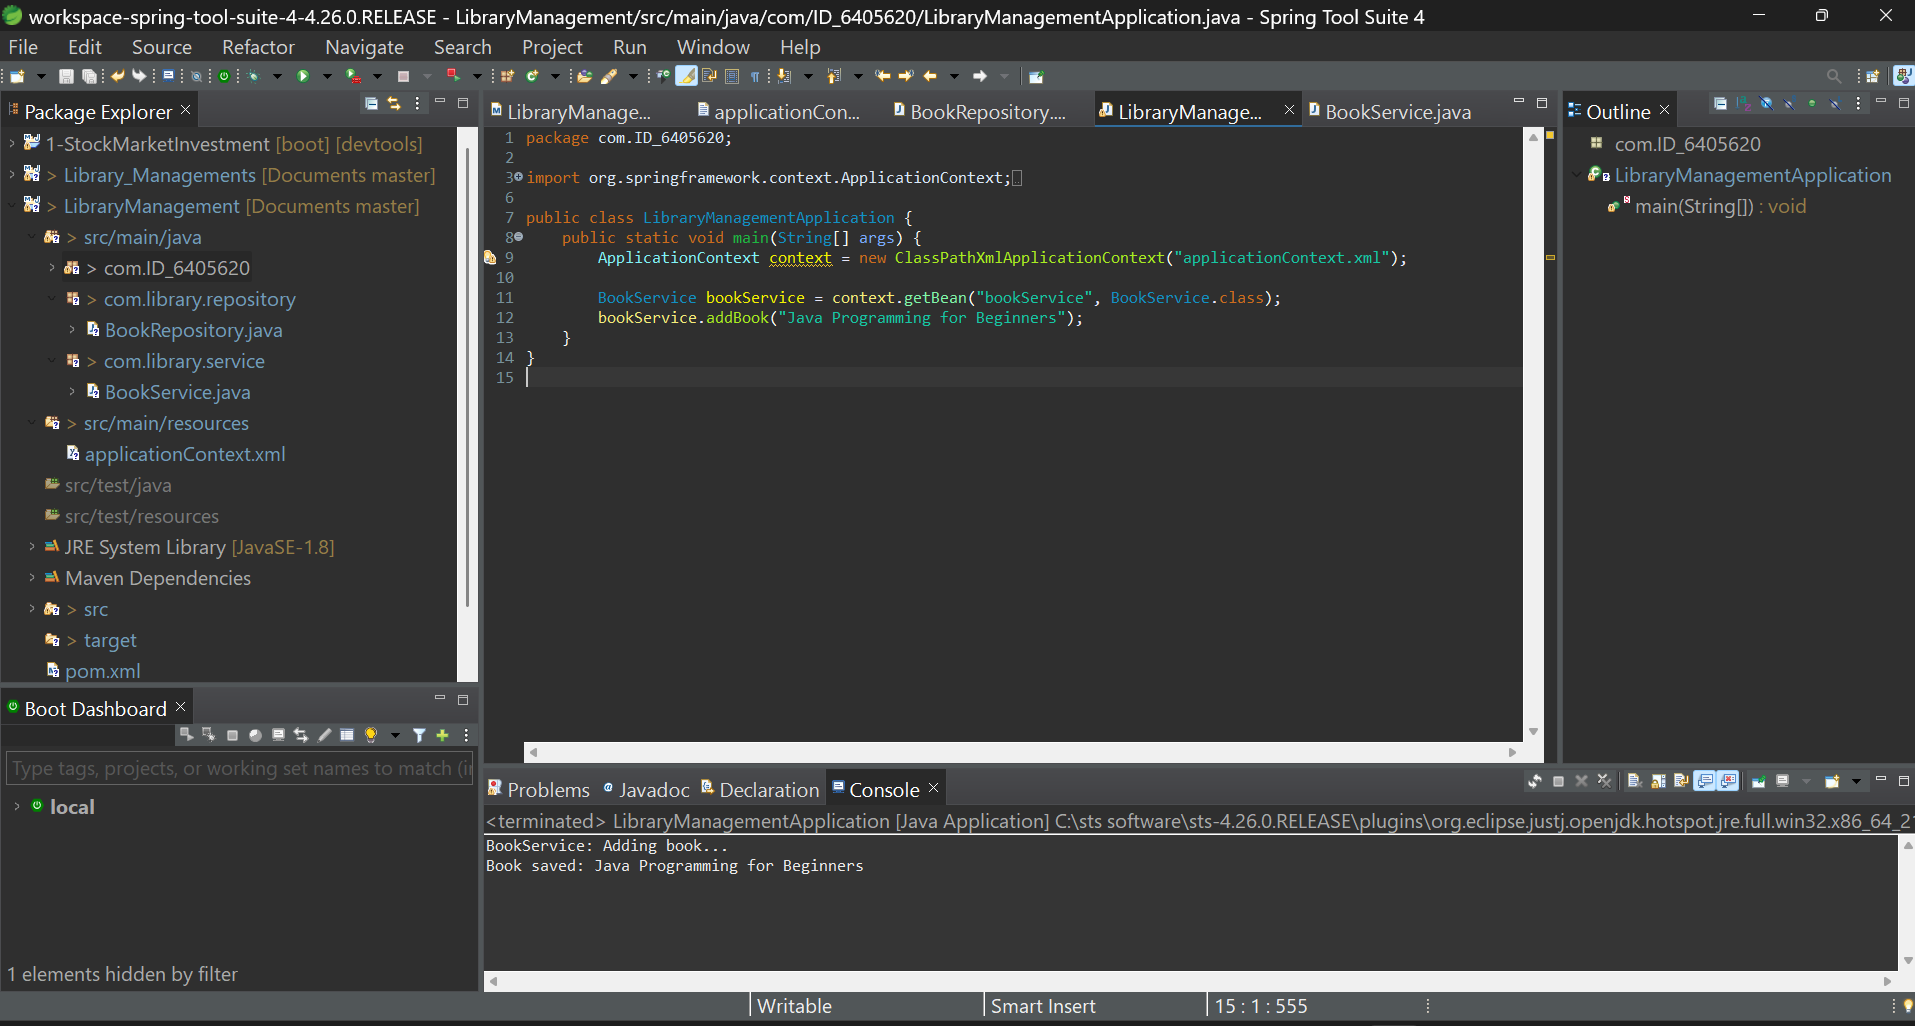 workspace-spring-tool-suite-4-4.26.0.RELEASE - LibraryManagement/src/main/java/com/ID_6405620/LibraryManagementApplication.java - Spring Tool Suite 4
File Edit Source Refactor Navigate Search Project Run Window Help
Package Explorer
1-StockMarketInvestment [boot] [devtools]
> Library_Managements [Documents master]
> LibraryManagement [Documents master]
> src/main/java
> com.ID_6405620
> com.library.repository
BookRepository.java
> com.library.service
BookService.java
> src/main/resources
applicationContext.xml
src/test/java
src/test/resources
JRE System Library [JavaSE-1.8]
Maven Dependencies
> src
> target
pom.xml
Boot Dashboard
Type tags, projects, or working set names to match (in
local
1 elements hidden by filter
LibraryManage... applicationCon... BookRepository.... LibraryManage... BookService.java
1 package com.ID_6405620;
2
3 import org.springframework.context.ApplicationContext;
6
7 public class LibraryManagementApplication {
8 public static void main(String[] args) {
9 ApplicationContext context = new ClassPathXmlApplicationContext("applicationContext.xml");
10
11 BookService bookService = context.getBean("bookService", BookService.class);
12 bookService.addBook("Java Programming for Beginners");
13 }
14 }
15
Outline
com.ID_6405620
LibraryManagementApplication
main(String[]) : void
Problems Javadoc Declaration Console
<terminated> LibraryManagementApplication [Java Application] C:\sts software\sts-4.26.0.RELEASE\plugins\org.eclipse.justj.openjdk.hotspot.jre.full.win32.x86_64_2
BookService: Adding book...
Book saved: Java Programming for Beginners
Writable Smart Insert 15 : 1 : 555